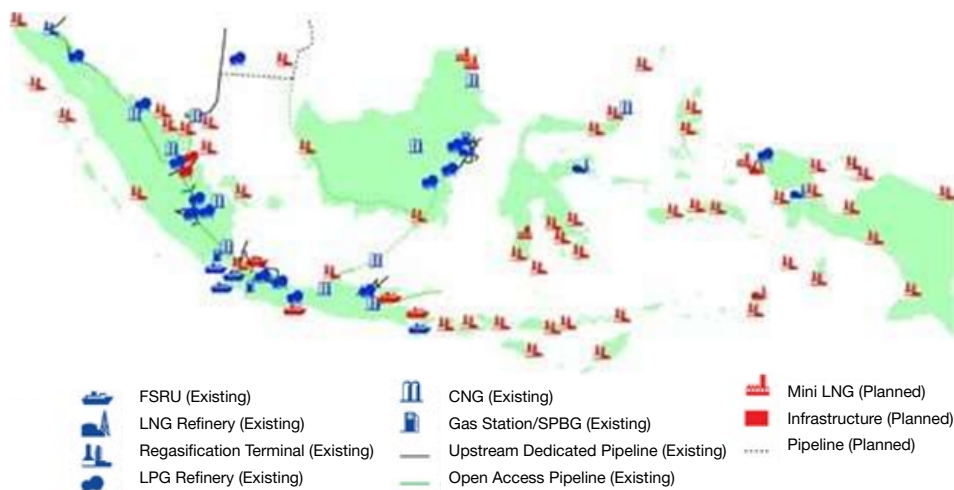 FSRU (Existing)
LNG Refinery (Existing)
Regasification Terminal (Existing)
LPG Refinery (Existing)
CNG (Existing)
Gas Station/SPBG (Existing)
Upstream Dedicated Pipeline (Existing)
Open Access Pipeline (Existing)
Mini LNG (Planned)
Infrastructure (Planned)
Pipeline (Planned)